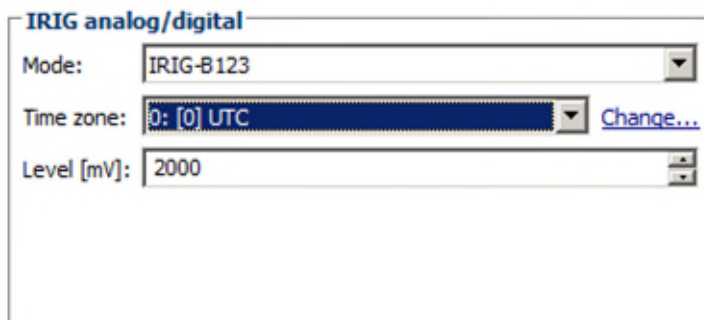 IRIG analog/digital
Mode: IRIG-B123
Time zone: 0: [0] UTC Change...
Level [mV]: 2000